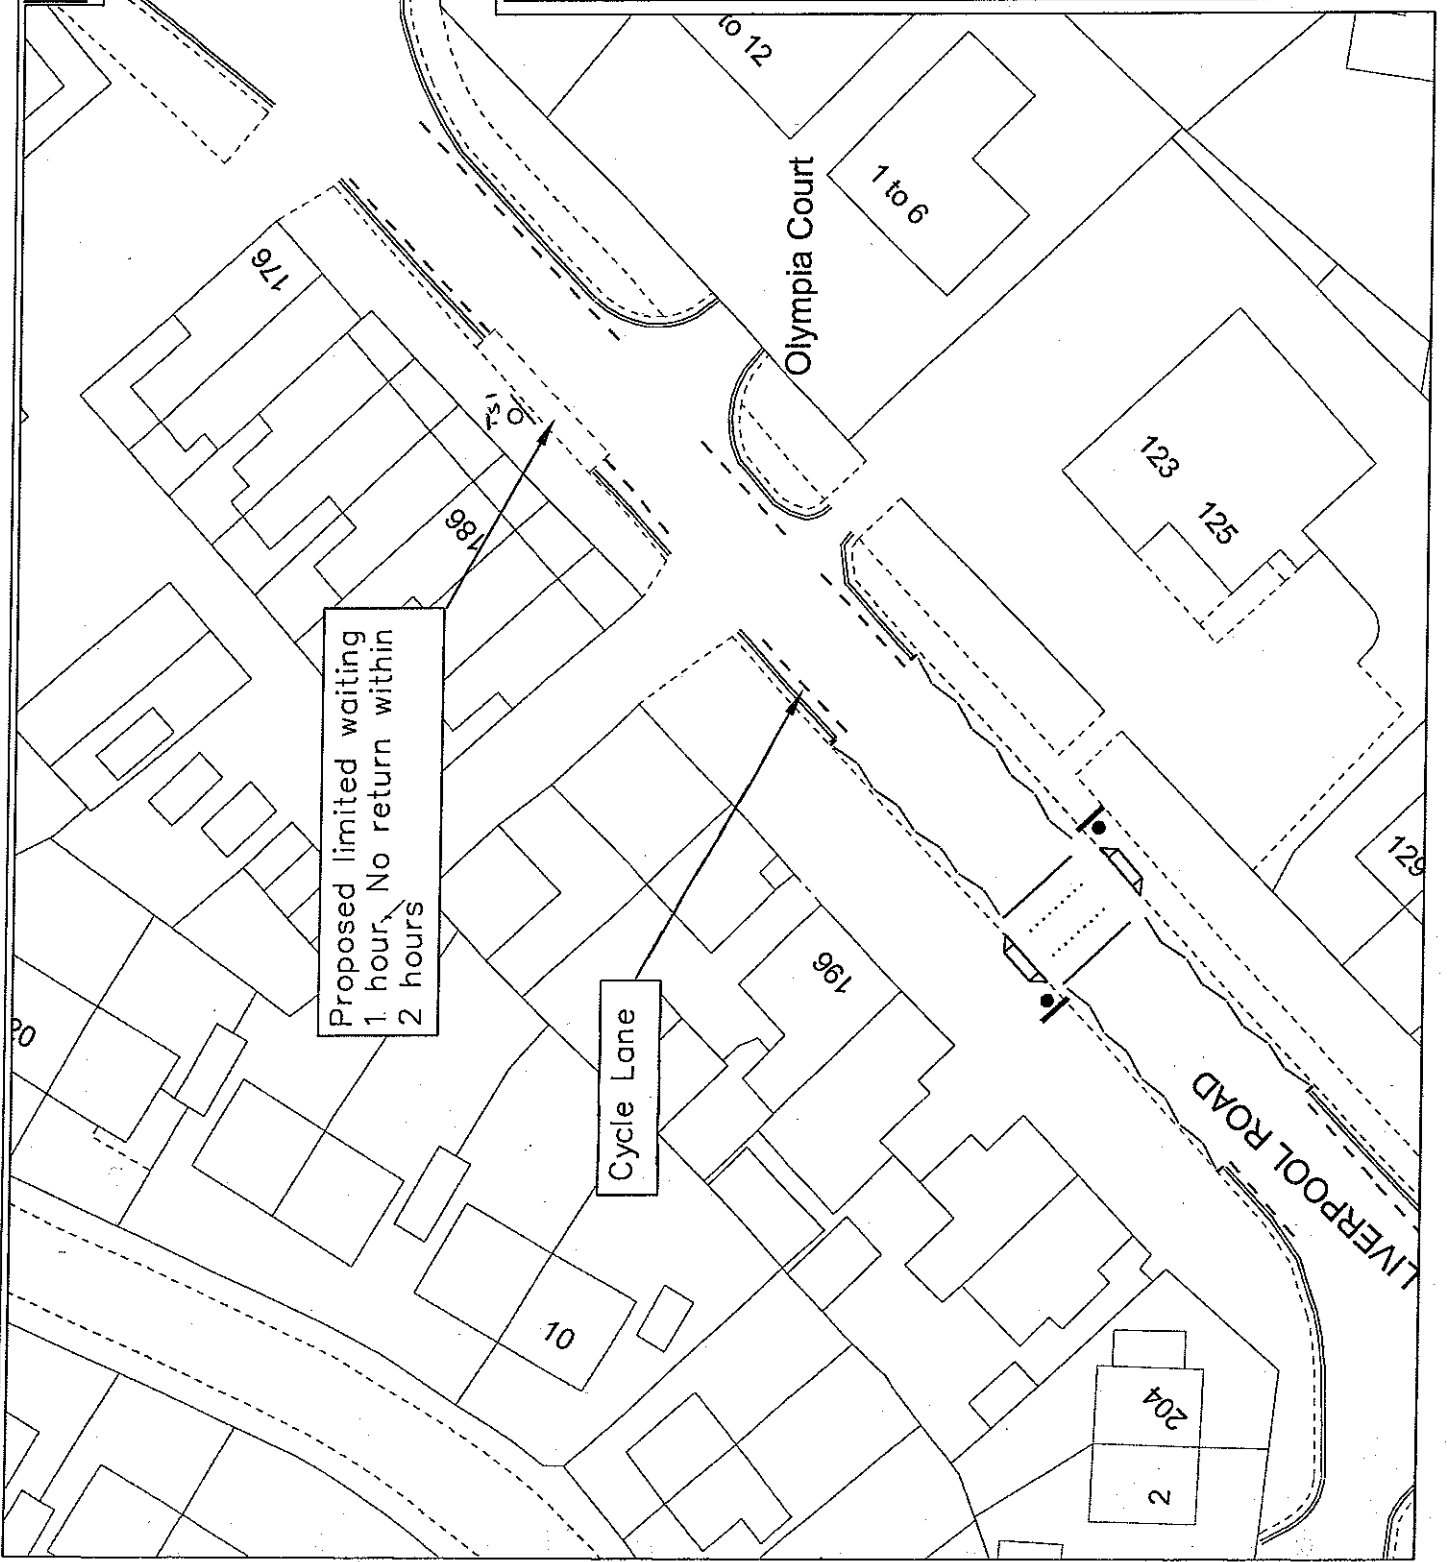 to 12
1 to 6
Olympia Court
176
186
TS1
Proposed limited waiting
1 hour, No return within
2 hours
123
125
129
Cycle Lane
196
LIVERPOOL ROAD
10
204
2